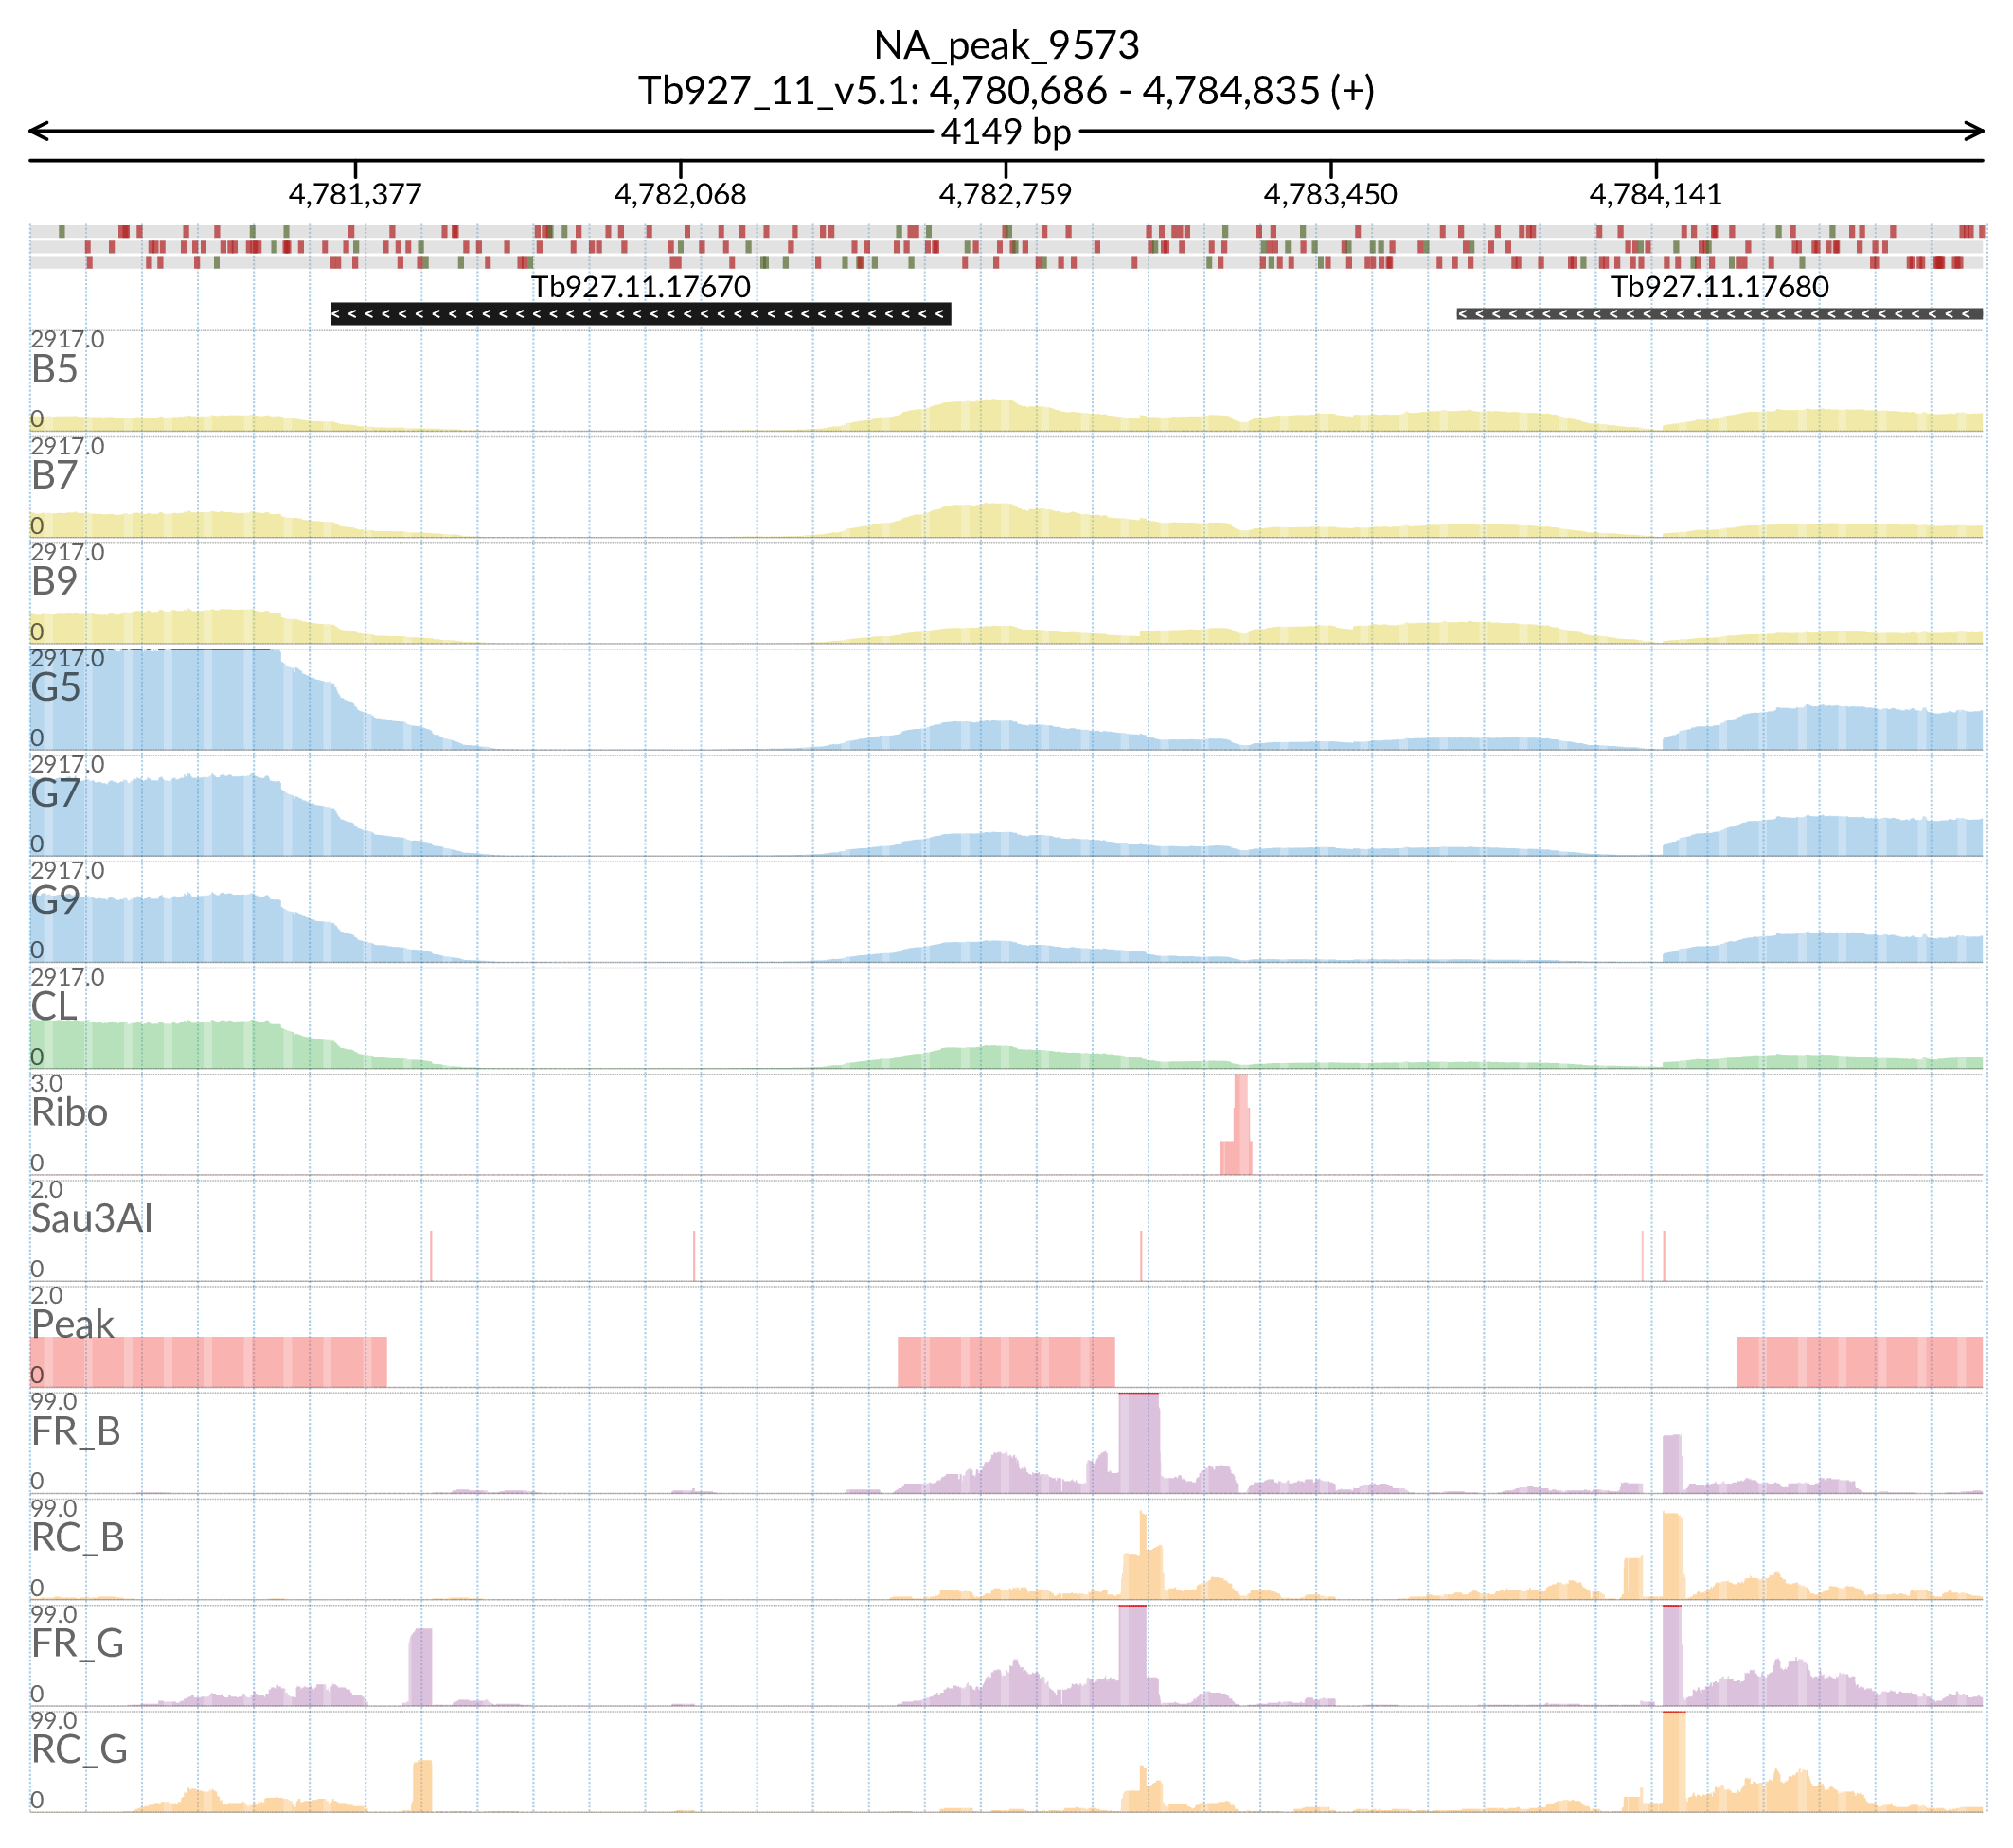 NA_peak_9573
Tb927_11_v5.1: 4,780,686 - 4,784,835 (+)
4149 bp
4,781,377 4,782,068 4,782,759 4,783,450 4,784,141
Tb927.11.17670 Tb927.11.17680
2917.0
B5
0
2917.0
B7
0
2917.0
B9
0
2917.0
G5
0
2917.0
G7
0
2917.0
G9
0
2917.0
CL
0
3.0
Ribo
0
2.0
Sau3AI
0
2.0
Peak
0
99.0
FR_B
0
99.0
RC_B
0
99.0
FR_G
0
99.0
RC_G
0